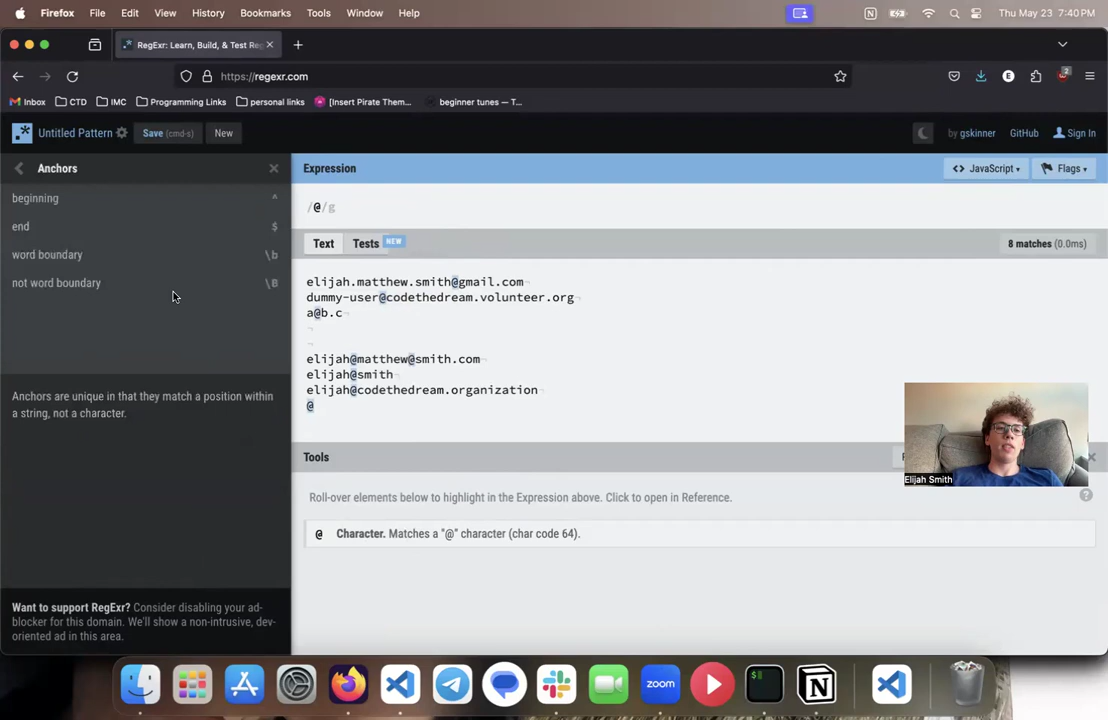 Firefox File Edit View History Bookmarks Tools Window Help Thu May 23 7:40 PM
RegExr: Learn, Build, & Test Reg
https://regexr.com
E
2
Inbox CTD IMC Programming Links personal links [Insert Pirate Them... beginner tunes — T...
.* Untitled Pattern Save (cmd-s) New by gskinner GitHub Sign In
Anchors
beginning ^
end $
word boundary \b
not word boundary \B
Anchors are unique in that they match a position within
a string, not a character.
Want to support RegExr? Consider disabling your ad-
blocker for this domain. We'll show a non-intrusive, dev-
oriented ad in this area.
Expression JavaScript Flags
/@/g
Text Tests NEW 8 matches (0.0ms)
elijah.matthew.smith@gmail.com
dummy-user@codethedream.volunteer.org
a@b.c
elijah@matthew@smith.com
elijah@smith
elijah@codethedream.organization
@
Tools
Roll-over elements below to highlight in the Expression above. Click to open in Reference.
?
@ Character. Matches a "@" character (char code 64).
Elijah Smith
zoom
$
N